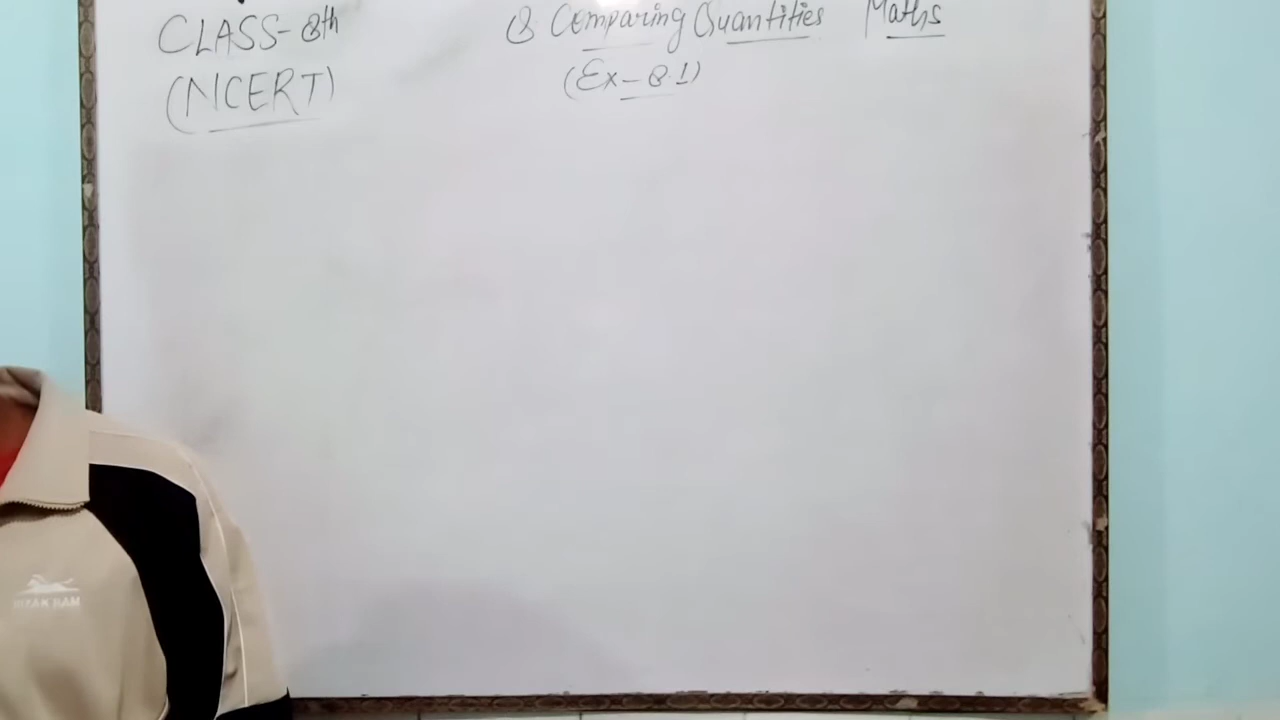 CLASS-8th
(NCERT)
8 Comparing Quantities Maths
(Ex-8.1)